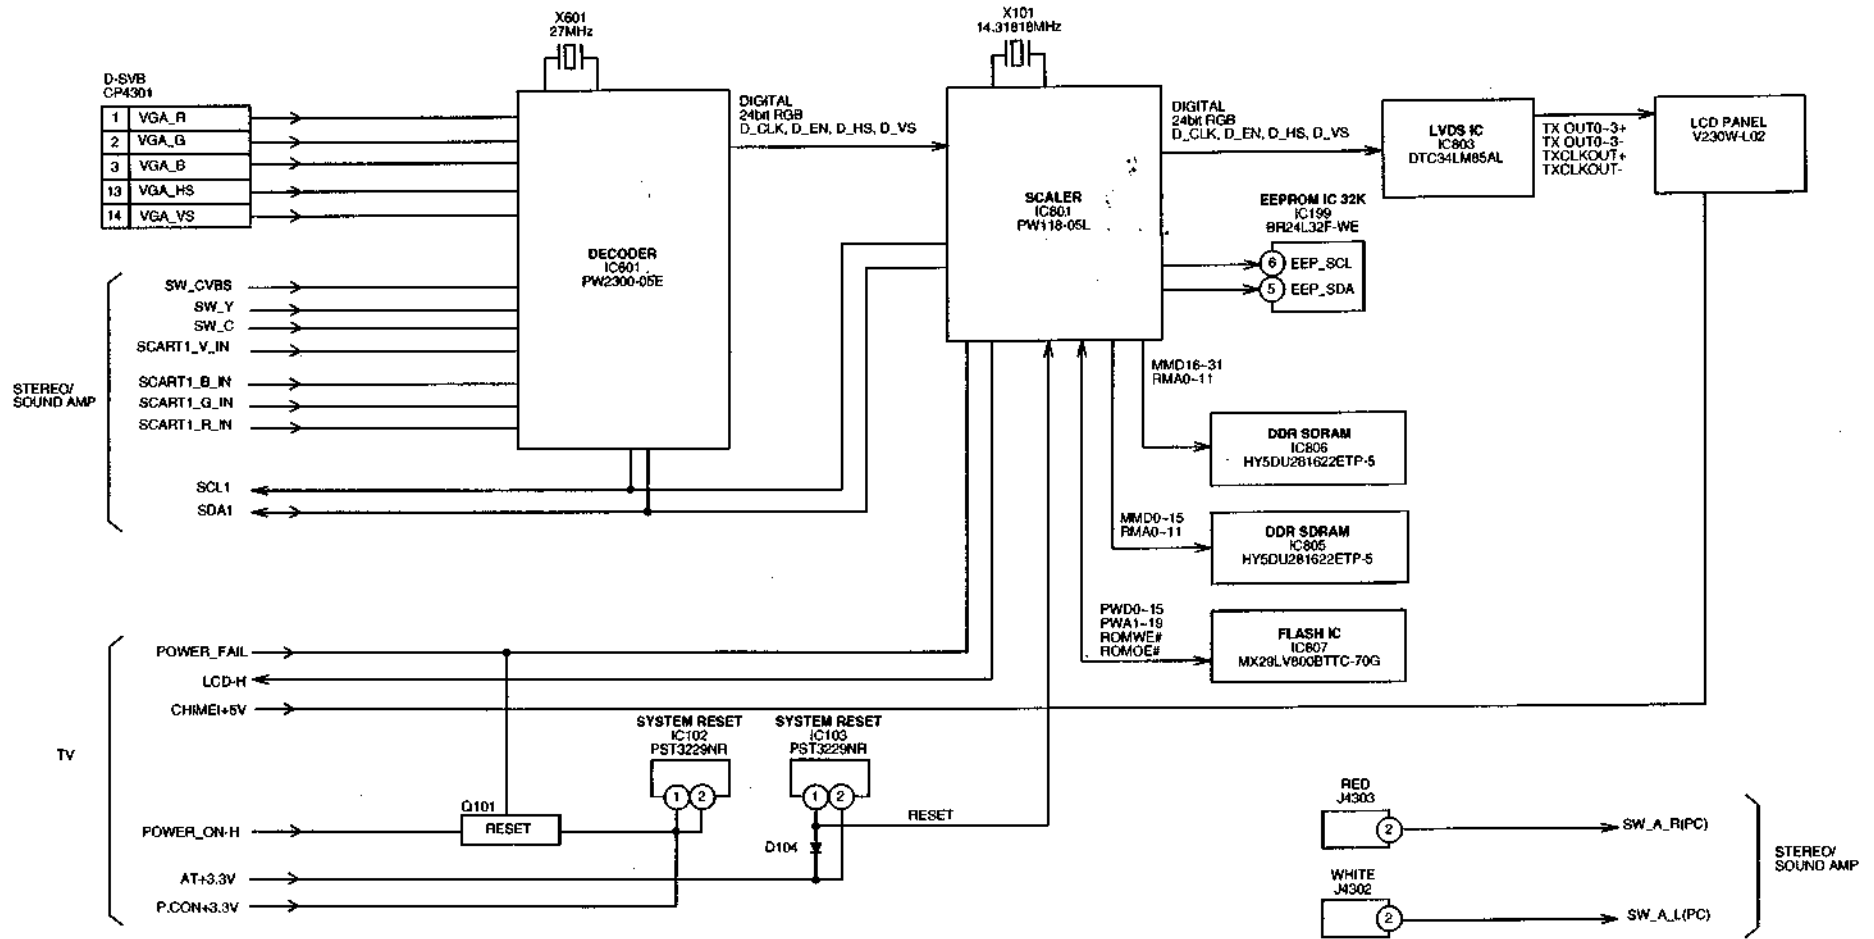 X601
27MHz
X101
14.31818MHz
D-SVB
CP4301
1 VGA_R
2 VGA_G
3 VGA_B
13 VGA_HS
14 VGA_VS
DECODER
IC601
PW2300-05E
DIGITAL
24bit RGB
D_CLK, D_EN, D_HS, D_VS
SCALER
IC801
PW118-05L
DIGITAL
24bit RGB
D_CLK, D_EN, D_HS, D_VS
LVDS IC
IC803
DTC34LM85AL
TX OUT0~3+
TX OUT0~3-
TXCLKOUT+
TXCLKOUT-
LCD PANEL
V230W-L02
EEPROM IC 32K
IC199
BR24L32F-WE
6 EEP_SCL
5 EEP_SDA
STEREO/
SOUND AMP
SW_CVBS
SW_Y
SW_C
SCART1_V_IN
SCART1_B_IN
SCART1_G_IN
SCART1_R_IN
SCL1
SDA1
MMD16~31
RMA0~11
DDR SDRAM
IC806
HY5DU281622ETP-5
MMD0~15
RMA0~11
DDR SDRAM
IC805
HY5DU281622ETP-5
PWD0~15
PWA1~19
ROMWE#
ROMOE#
FLASH IC
IC807
MX29LV800BTTC-70G
TV
POWER_FAIL
LCD-H
CHIMEI+5V
POWER_ON-H
AT+3.3V
P.CON+3.3V
Q101
RESET
SYSTEM RESET
IC102
PST3229NR
1 2
SYSTEM RESET
IC103
PST3229NR
1 2
D104
RESET
RED
J4303
2
SW_A_R(PC)
WHITE
J4302
2
SW_A_L(PC)
STEREO/
SOUND AMP